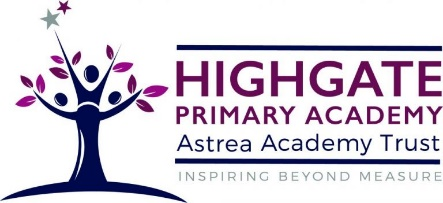 HIGHGATE
PRIMARY ACADEMY
Astrea Academy Trust
INSPIRING BEYOND MEASURE